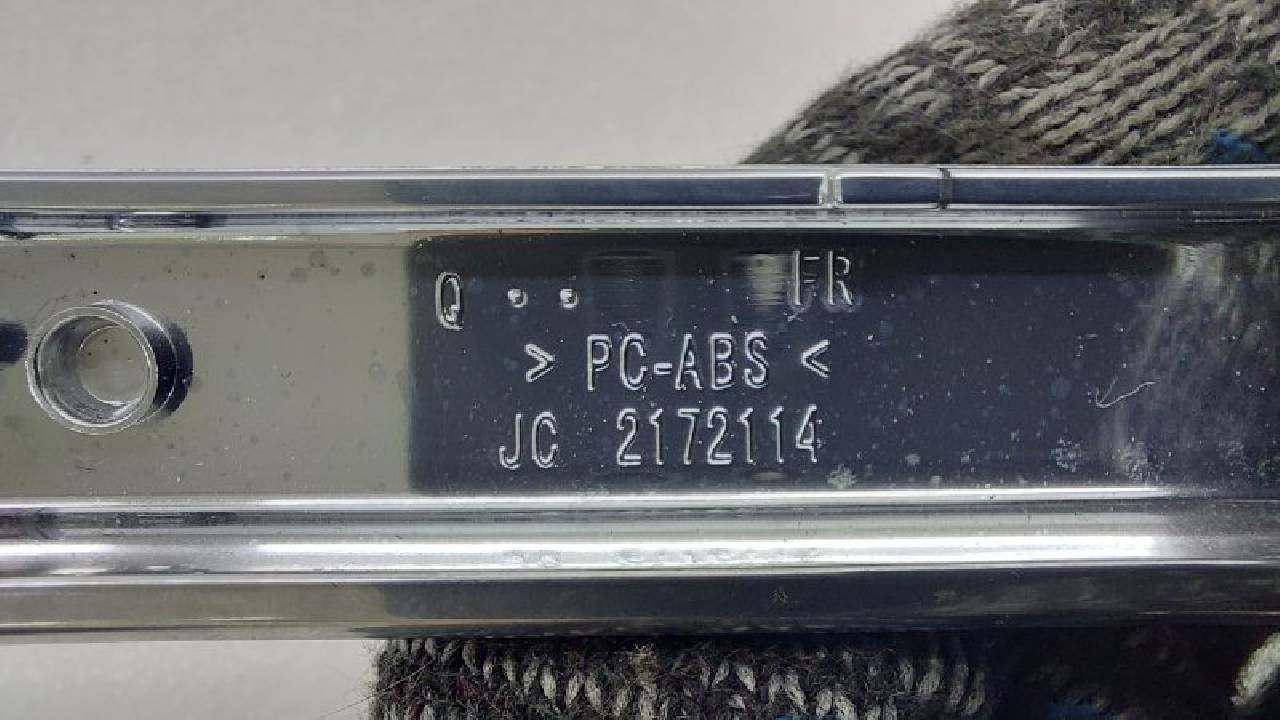 Q . . FR
> PC-ABS <
JC 2172114